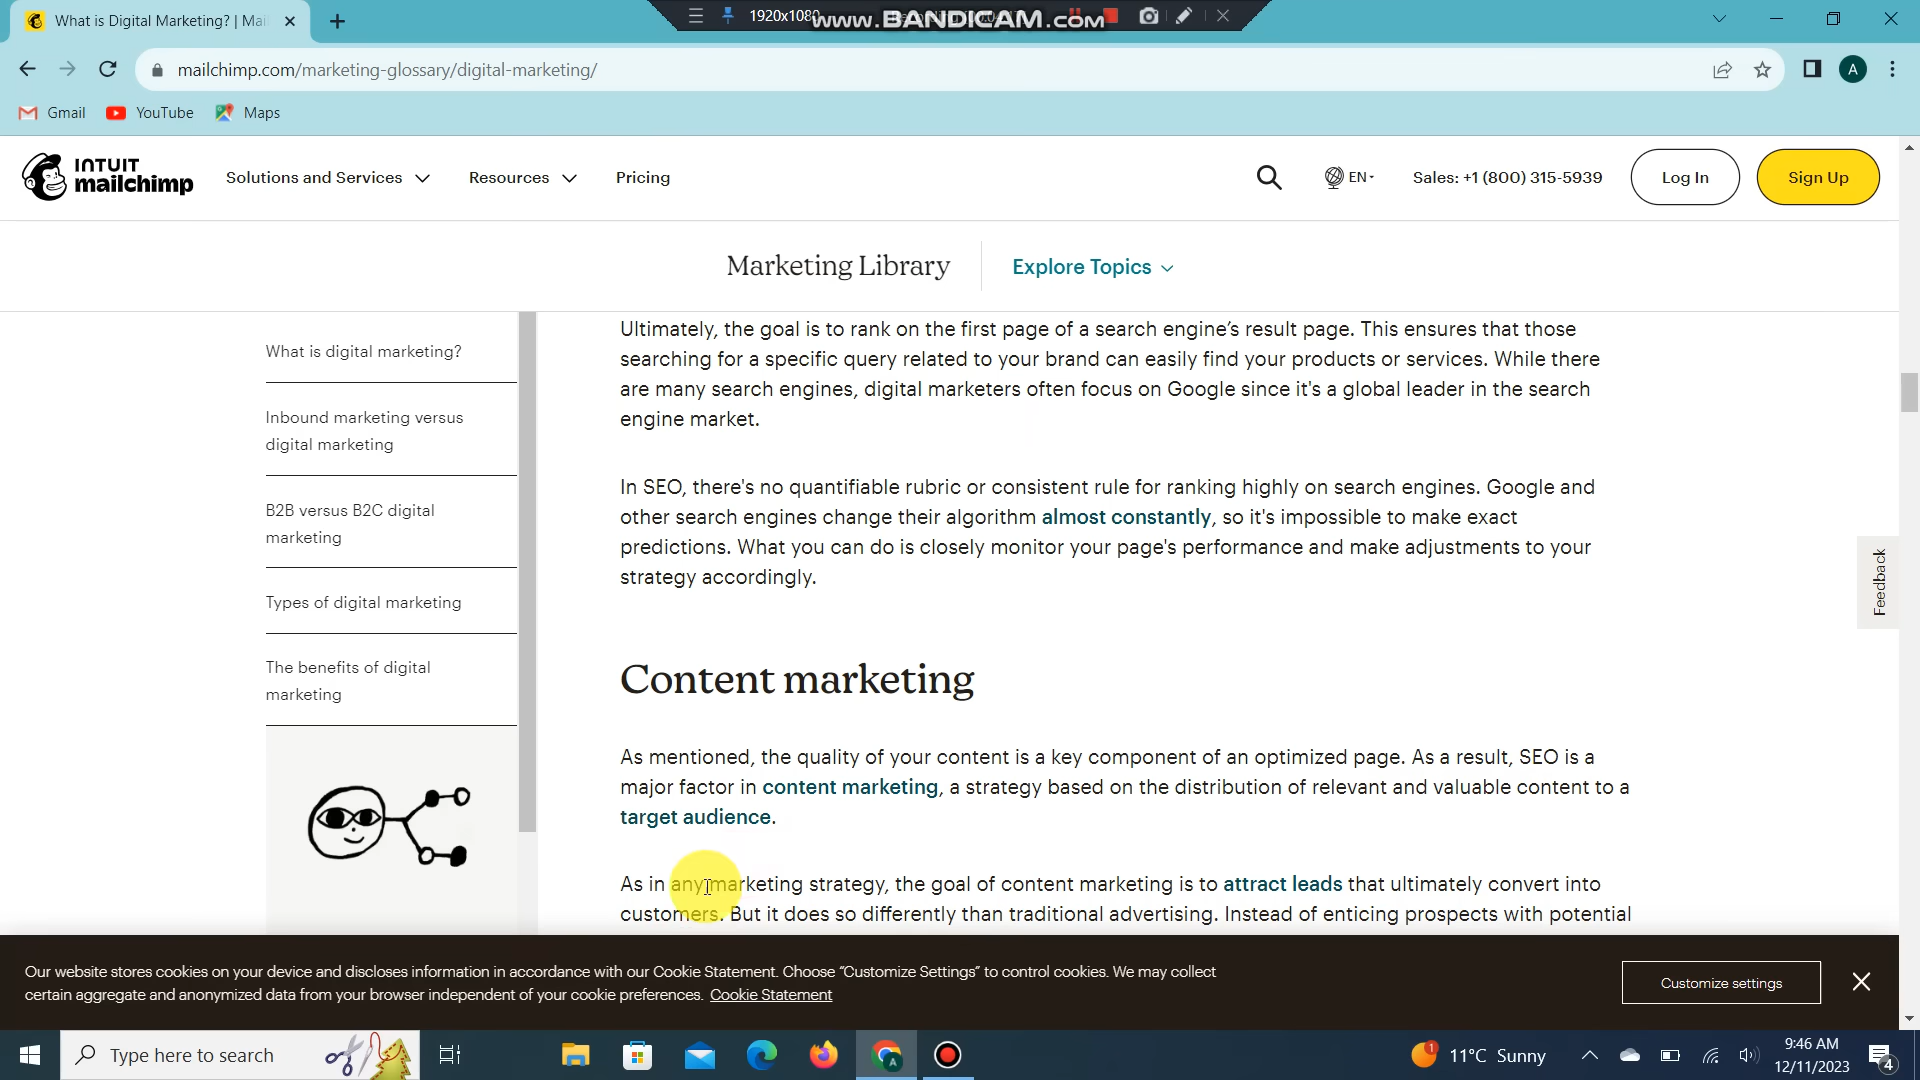 What is Digital Marketing? | Mai
1920x1080
www.BANDICAM.com
mailchimp.com/marketing-glossary/digital-marketing/
A
Gmail
YouTube
Maps
INTUIT
mailchimp
Solutions and Services
Resources
Pricing
EN
Sales: +1 (800) 315-5939
Log In
Sign Up
Marketing Library
Explore Topics
What is digital marketing?
Inbound marketing versus
digital marketing
B2B versus B2C digital
marketing
Types of digital marketing
The benefits of digital
marketing
Ultimately, the goal is to rank on the first page of a search engine’s result page. This ensures that those
searching for a specific query related to your brand can easily find your products or services. While there
are many search engines, digital marketers often focus on Google since it's a global leader in the search
engine market.
In SEO, there's no quantifiable rubric or consistent rule for ranking highly on search engines. Google and
other search engines change their algorithm almost constantly, so it's impossible to make exact
predictions. What you can do is closely monitor your page's performance and make adjustments to your
strategy accordingly.
Content marketing
As mentioned, the quality of your content is a key component of an optimized page. As a result, SEO is a
major factor in content marketing, a strategy based on the distribution of relevant and valuable content to a
target audience.
As in any marketing strategy, the goal of content marketing is to attract leads that ultimately convert into
customers. But it does so differently than traditional advertising. Instead of enticing prospects with potential
Feedback
Our website stores cookies on your device and discloses information in accordance with our Cookie Statement. Choose “Customize Settings” to control cookies. We may collect
certain aggregate and anonymized data from your browser independent of your cookie preferences. Cookie Statement
Customize settings
Type here to search
A
1
11°C Sunny
9:46 AM
12/11/2023
4